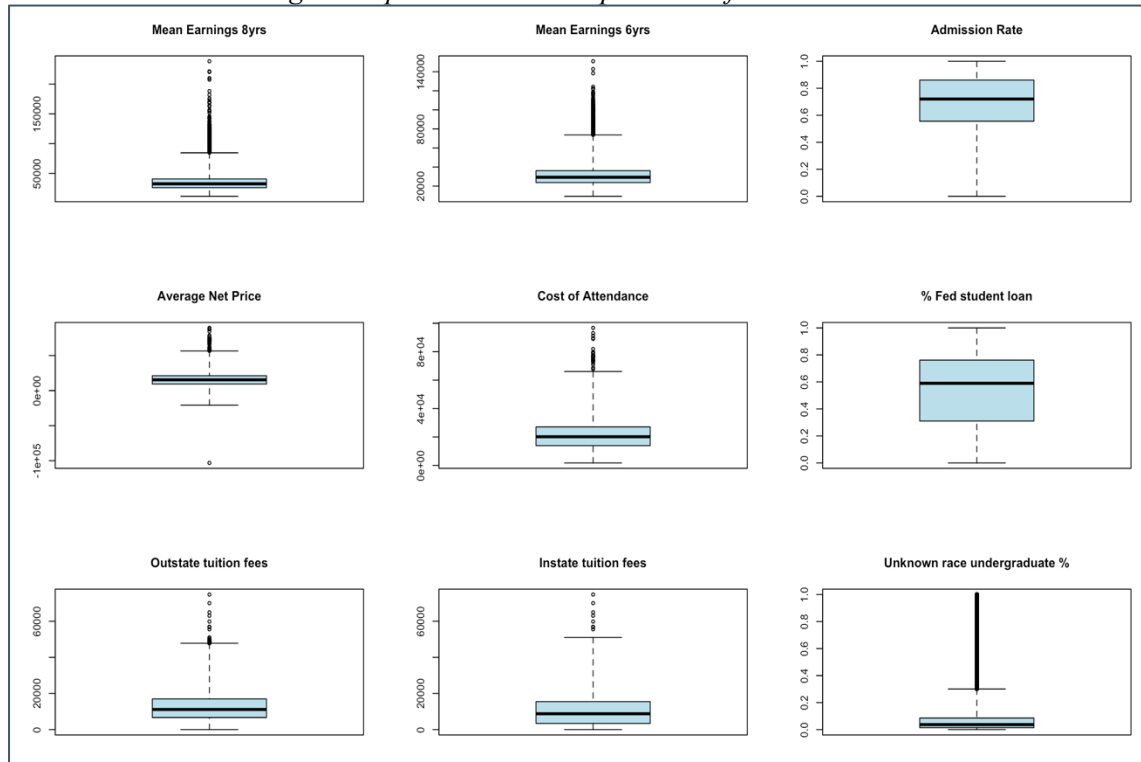 Mean Earnings 8yrs
Mean Earnings 6yrs
Admission Rate
50000 150000
20000 80000 140000
0.0 0.2 0.4 0.6 0.8 1.0
Average Net Price
Cost of Attendance
% Fed student loan
-1e+05 0e+00
0e+00 4e+04 8e+04
0.0 0.2 0.4 0.6 0.8 1.0
Outstate tuition fees
Instate tuition fees
Unknown race undergraduate %
0 20000 60000
0 20000 60000
0.0 0.2 0.4 0.6 0.8 1.0